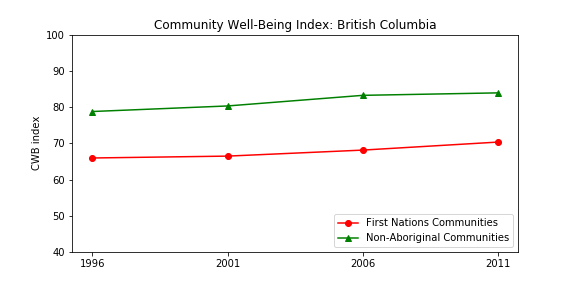 Community Well-Being Index: British Columbia
100
90
80
70
60
50
40
CWB index
First Nations Communities
Non-Aboriginal Communities
1996 2001 2006 2011